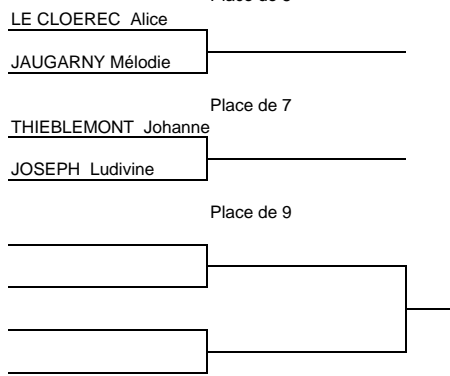 LE CLOEREC  Alice
JAUGARNY Mélodie
Place de 7
THIEBLEMONT  Johanne
JOSEPH  Ludivine
Place de 9